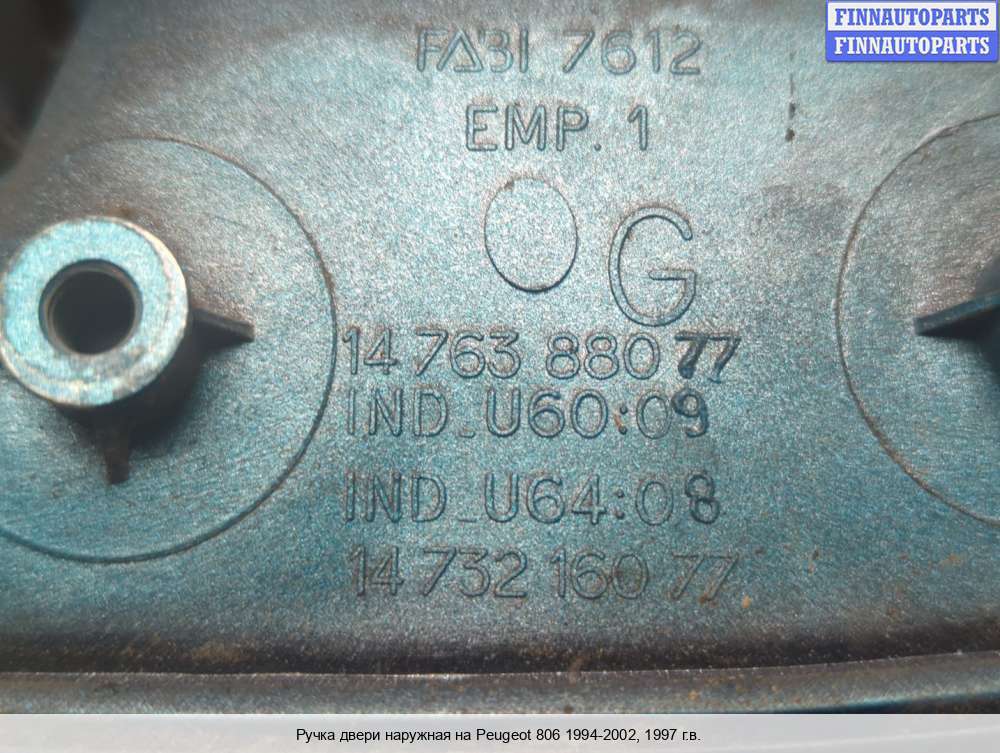 FINNAUTOPARTS
FINNAUTOPARTS
FABI 7612
EMP. 1
G
14 763 880 77
IND_U60:09
IND_U64:08
14 732 160 77
Ручка двери наружная на Peugeot 806 1994-2002, 1997 г.в.